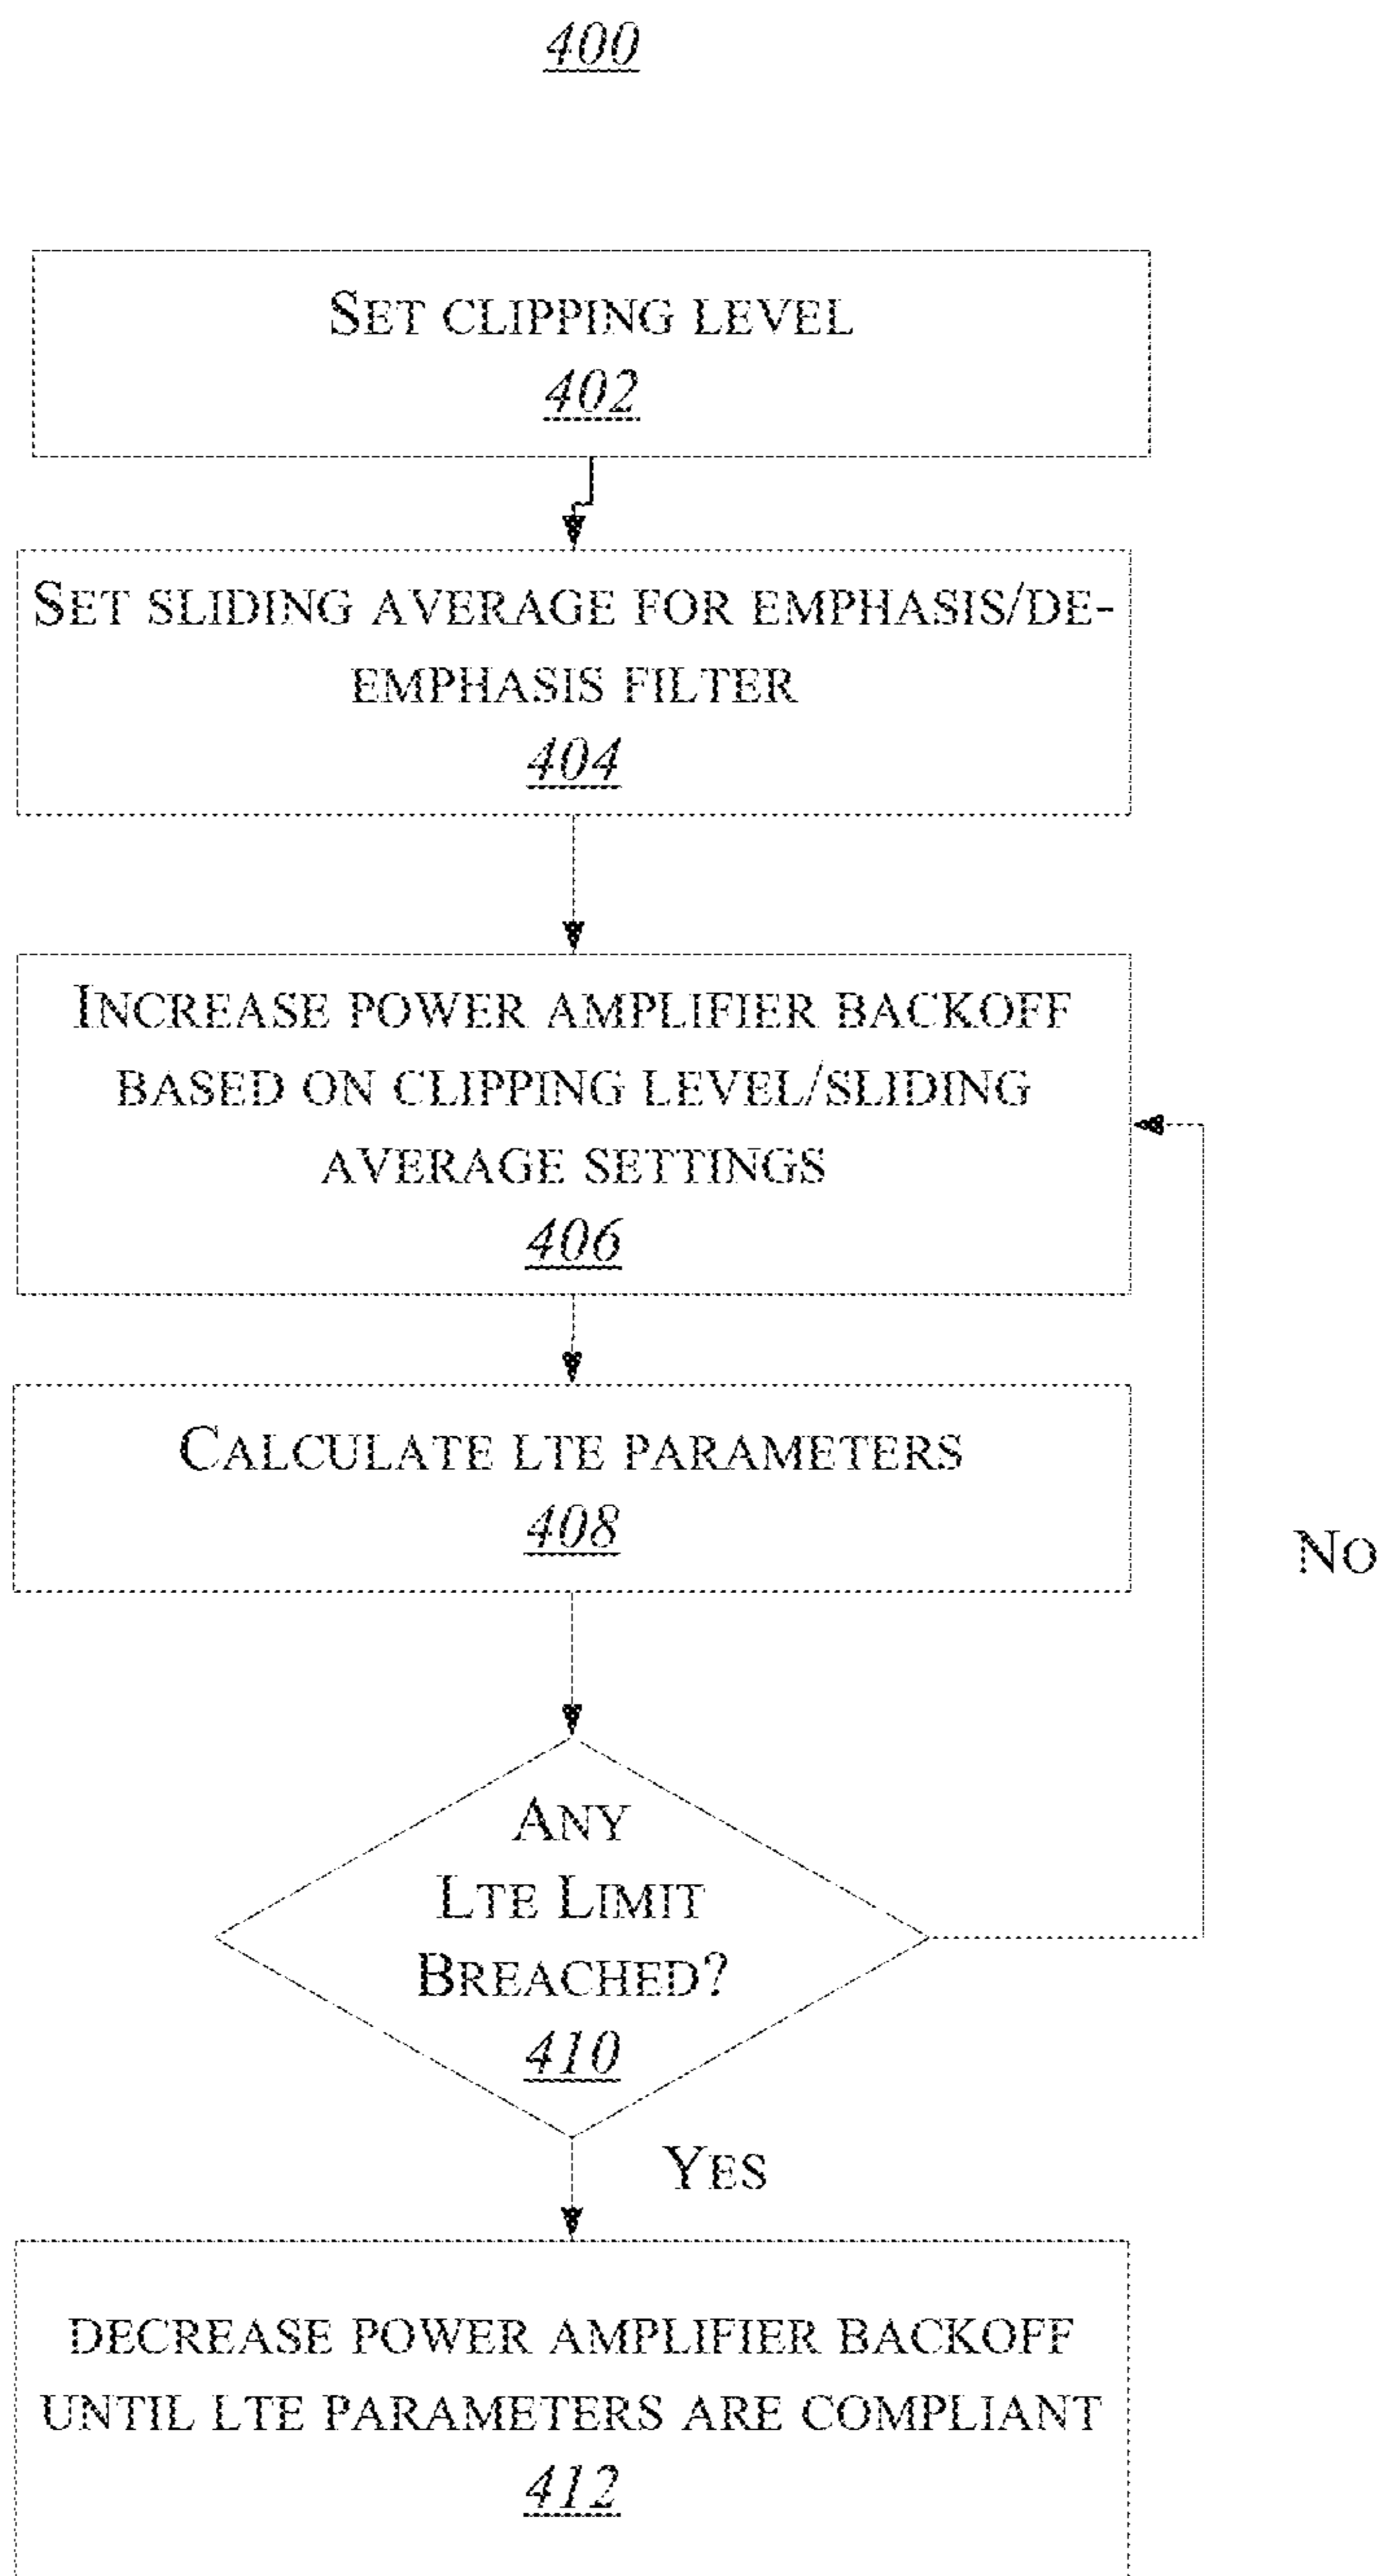 400
SET CLIPPING LEVEL
402
SET SLIDING AVERAGE FOR EMPHASIS/DE-
EMPHASIS FILTER
404
INCREASE POWER AMPLIFIER BACKOFF
BASED ON CLIPPING LEVEL/SLIDING
AVERAGE SETTINGS
406
CALCULATE LTE PARAMETERS
408
NO
ANY
LTE LIMIT
BREACHED?
410
YES
DECREASE POWER AMPLIFIER BACKOFF
UNTIL LTE PARAMETERS ARE COMPLIANT
412